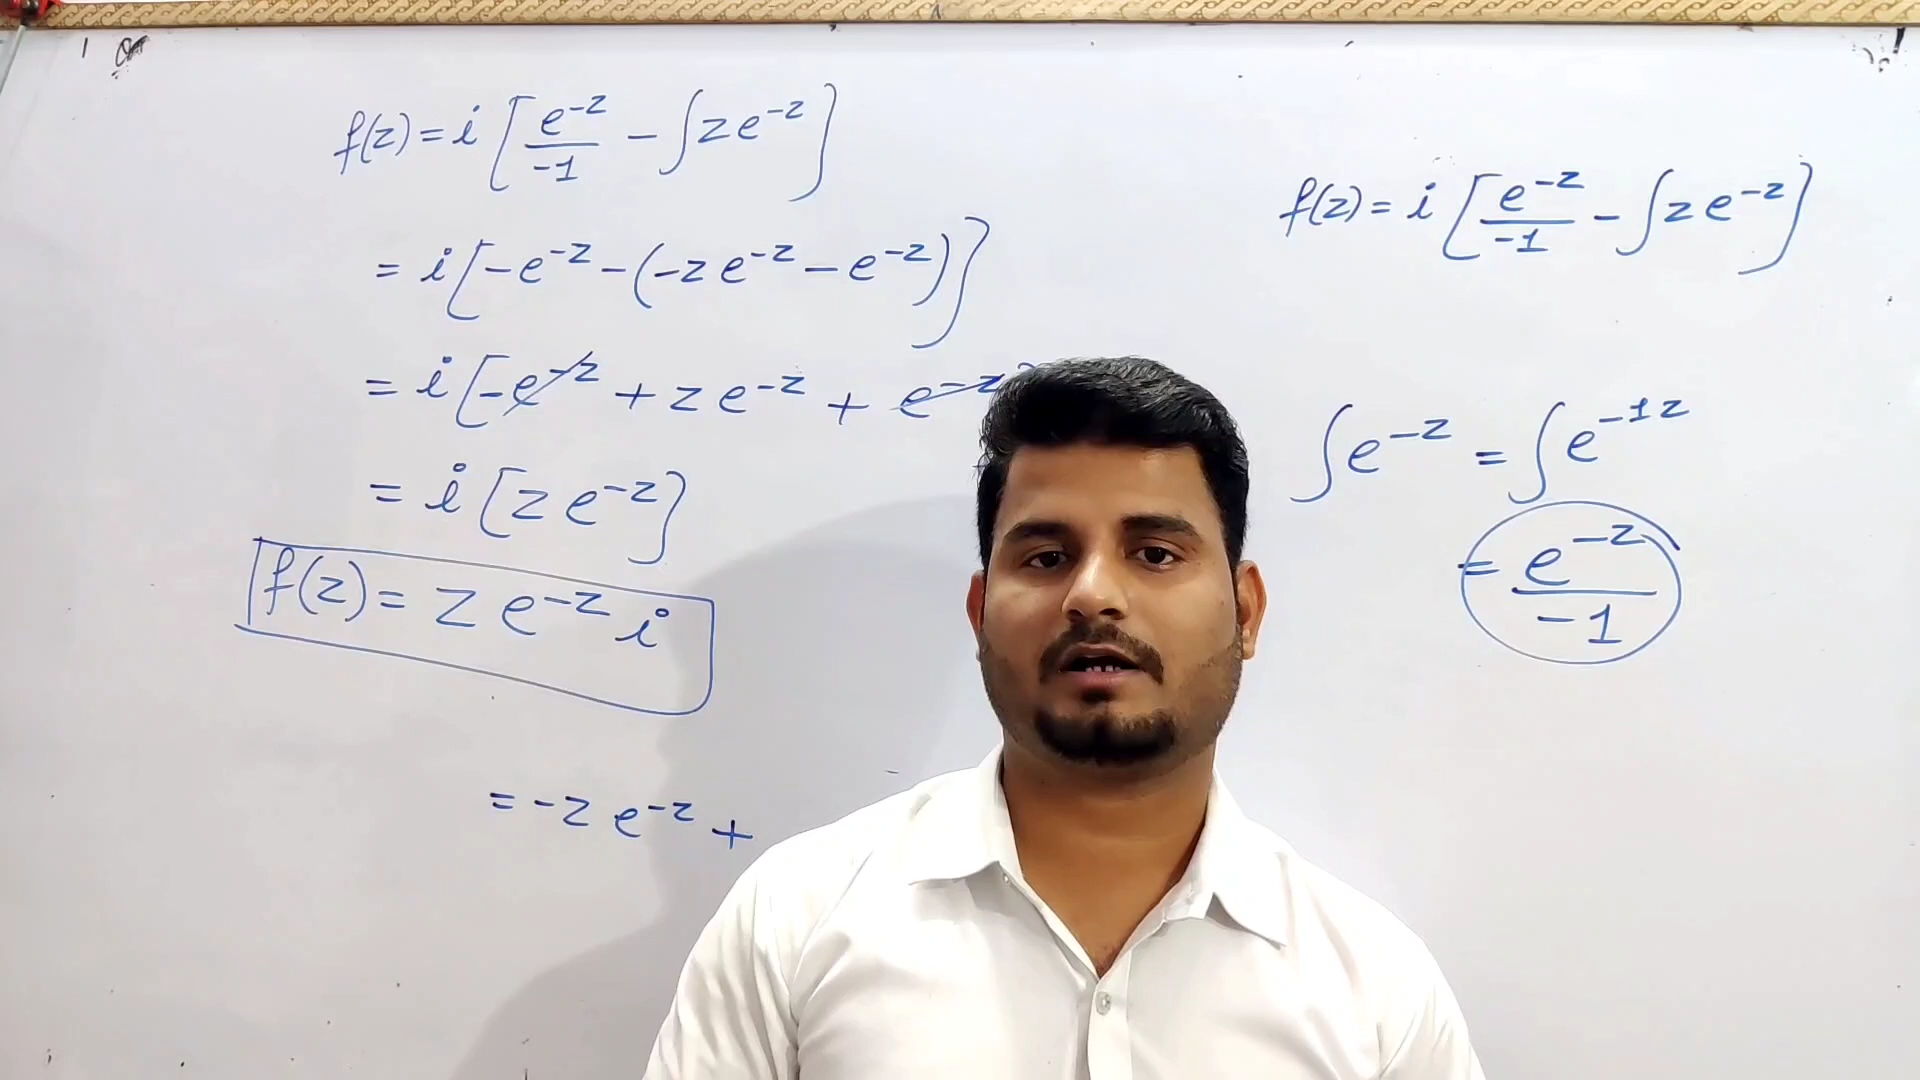 f(z) = i [ e^{-z}/-1 - ∫ z e^{-z} ]
= i [ -e^{-z} - (-z e^{-z} - e^{-z}) ]
= i [ -e^{-z} + z e^{-z} + e^{-z}
= i [ z e^{-z} ]
f(z) = z e^{-z} i
= -z e^{-z} +
f(z) = i [ e^{-z}/-1 - ∫ z e^{-z} ]
∫ e^{-z} = ∫ e^{-1z}
= e^{-z}/-1